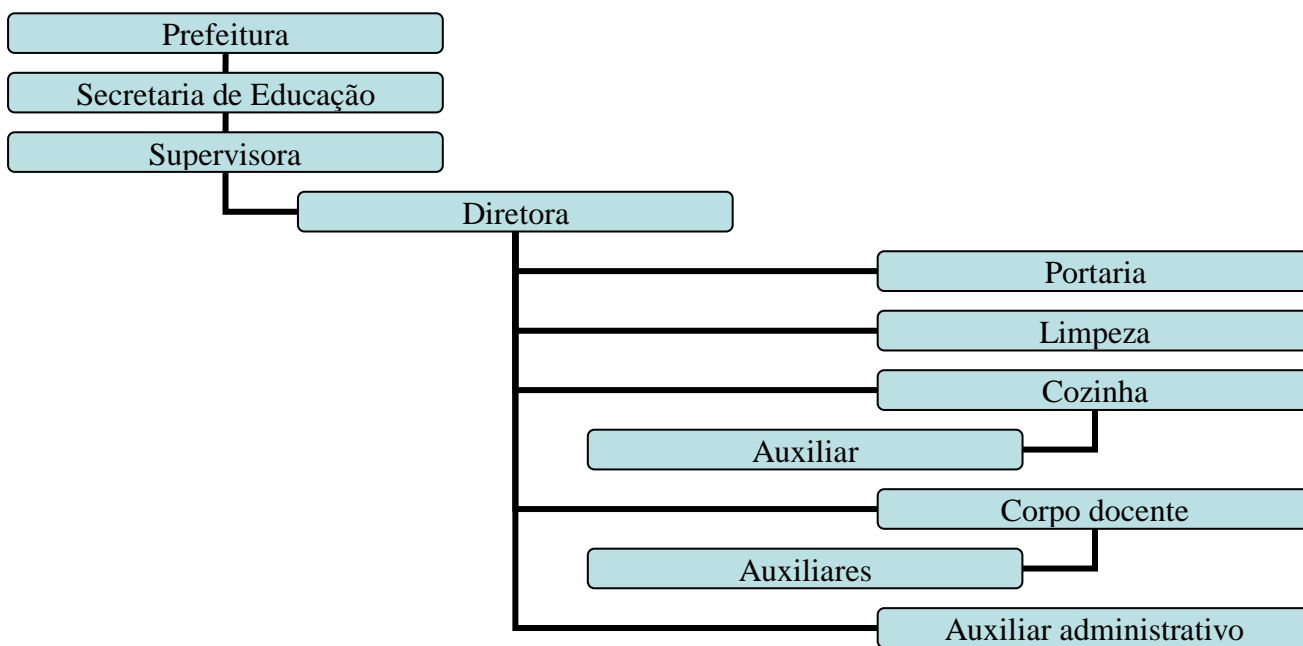 Prefeitura
Secretaria de Educação
Supervisora
Diretora
Portaria
Limpeza
Cozinha
Auxiliar
Corpo docente
Auxiliares
Auxiliar administrativo